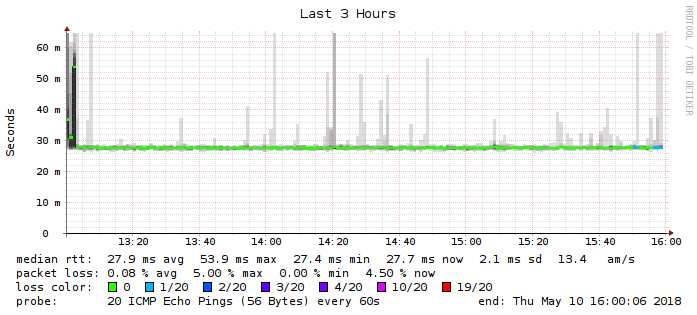 Last 3 Hours
RRDTOOL / TOBI OETIKER
Seconds
60 m
50 m
40 m
30 m
20 m
10 m
0
13:20 13:40 14:00 14:20 14:40 15:00 15:20 15:40 16:00
median rtt: 27.9 ms avg 53.9 ms max 27.4 ms min 27.7 ms now 2.1 ms sd 13.4 am/s
packet loss: 0.08 % avg 5.00 % max 0.00 % min 4.50 % now
loss color: 0 1/20 2/20 3/20 4/20 10/20 19/20
probe: 20 ICMP Echo Pings (56 Bytes) every 60s end: Thu May 10 16:00:06 2018